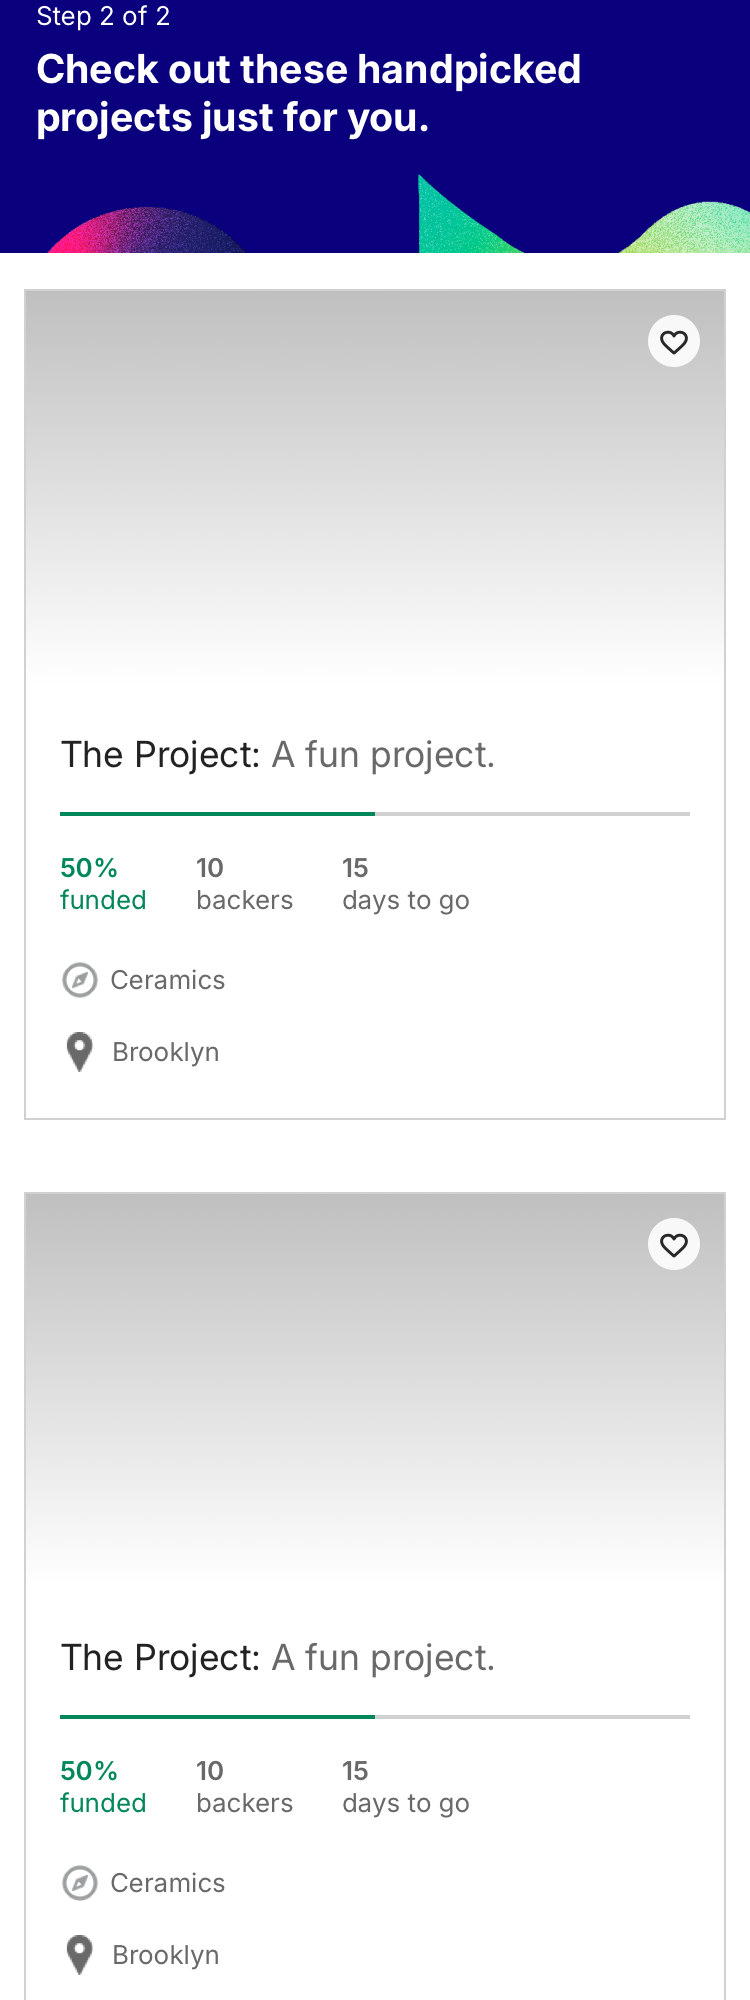 Step 2 of 2
Check out these handpicked
projects just for you.
The Project: A fun project.
50%
funded
10
backers
15
days to go
Ceramics
Brooklyn
The Project: A fun project.
50%
funded
10
backers
15
days to go
Ceramics
Brooklyn